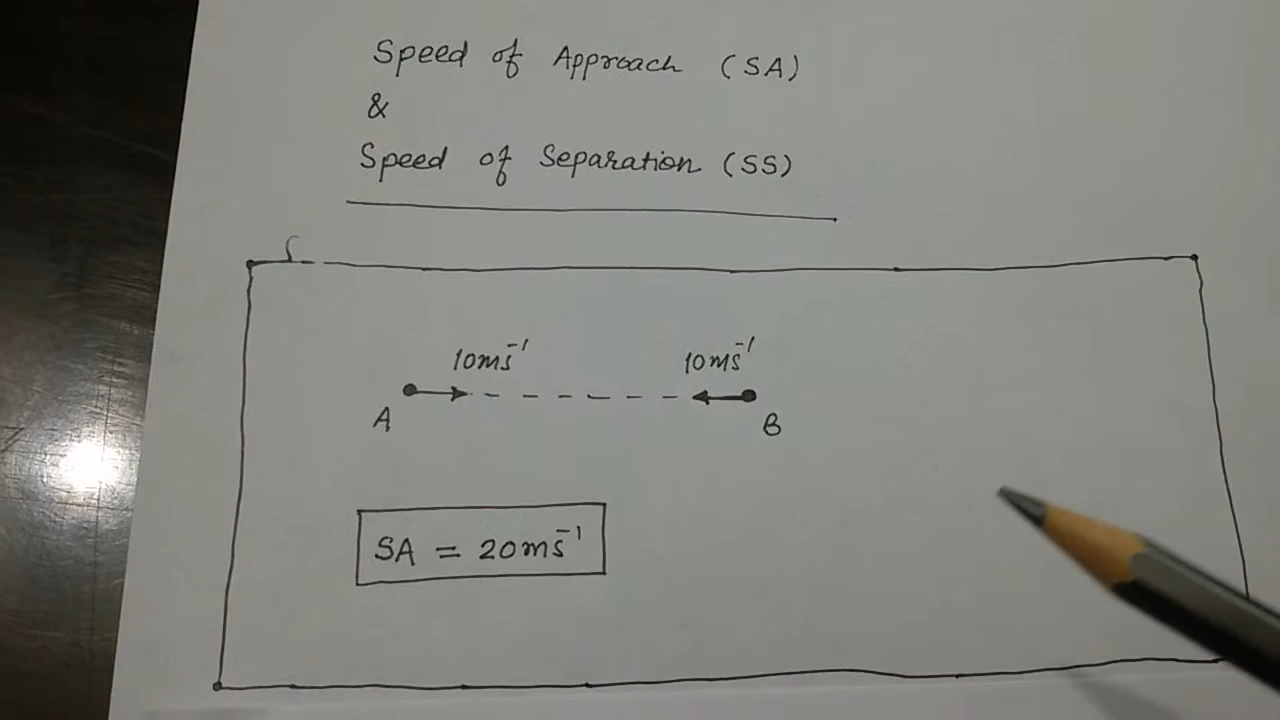 Speed of Approach (SA)
&
Speed of Separation (SS)
10ms⁻¹ 10ms⁻¹
A B
SA = 20ms⁻¹